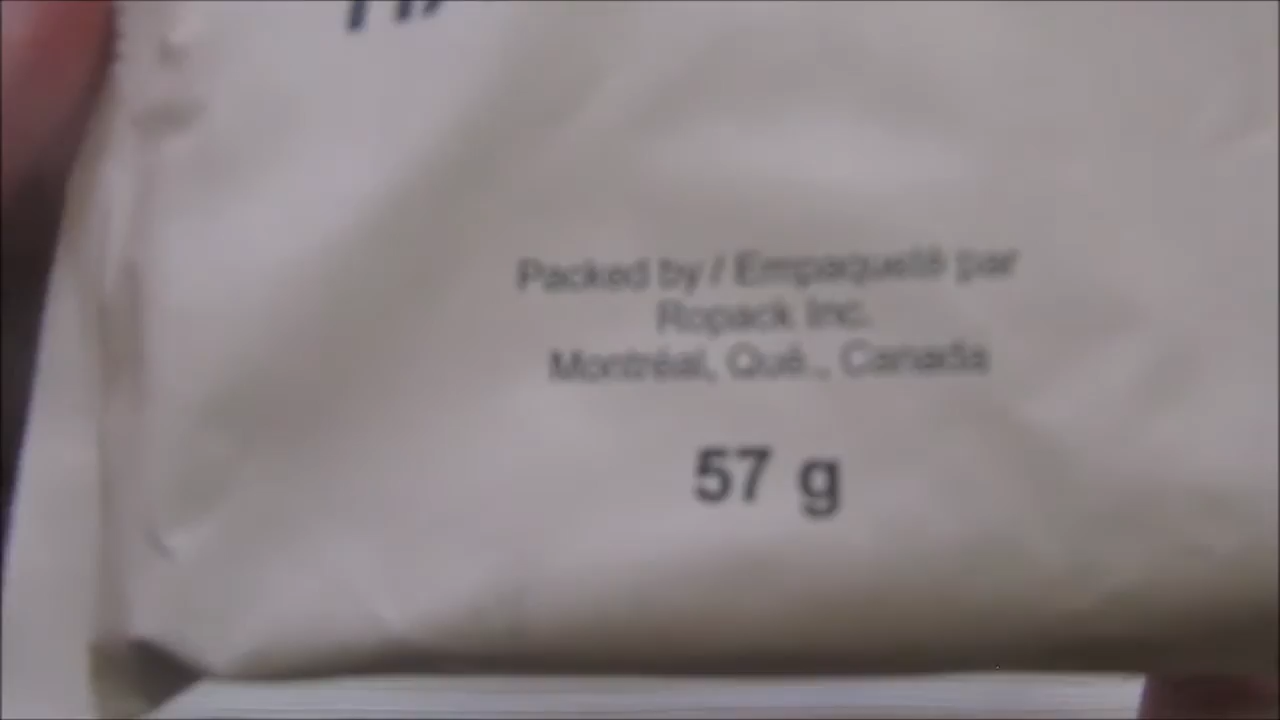 Packed by / Empaqueté par
Ropack Inc.
Montréal, Qué., Canada
57 g